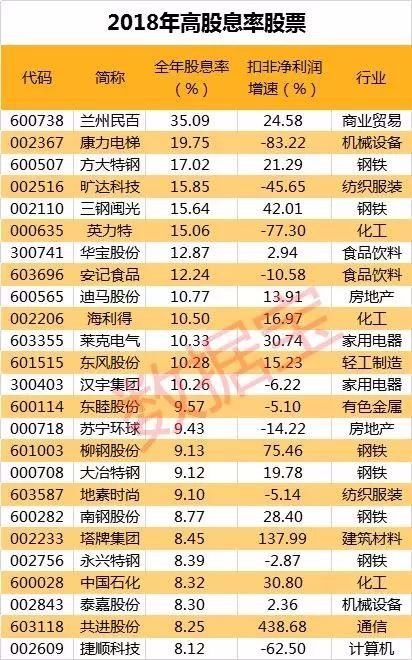 2018年高股息率股票
代码 简称 全年股息率（%） 扣非净利润增速（%） 行业
600738 兰州民百 35.09 24.58 商业贸易
002367 康力电梯 19.75 -83.22 机械设备
600507 方大特钢 17.02 21.29 钢铁
002516 旷达科技 15.85 -45.65 纺织服装
002110 三钢闽光 15.64 42.01 钢铁
000635 英力特 15.06 -77.30 化工
300741 华宝股份 12.87 2.94 食品饮料
603696 安记食品 12.24 -10.58 食品饮料
600565 迪马股份 10.77 13.91 房地产
002206 海利得 10.50 16.97 化工
603355 莱克电气 10.33 30.74 家用电器
601515 东风股份 10.28 15.23 轻工制造
300403 汉宇集团 10.26 -6.22 家用电器
600114 东睦股份 9.57 -5.10 有色金属
000718 苏宁环球 9.43 -14.22 房地产
601003 柳钢股份 9.13 75.46 钢铁
000708 大冶特钢 9.12 19.78 钢铁
603587 地素时尚 9.10 -5.14 纺织服装
600282 南钢股份 8.77 28.40 钢铁
002233 塔牌集团 8.45 137.99 建筑材料
002756 永兴特钢 8.39 -2.87 钢铁
600028 中国石化 8.32 30.80 化工
002843 泰嘉股份 8.30 2.36 机械设备
603118 共进股份 8.25 438.68 通信
002609 捷顺科技 8.12 -62.50 计算机
数据宝